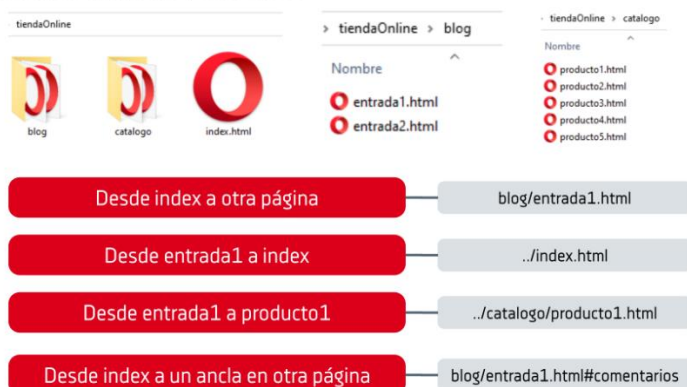 tiendaOnline
blog
catalogo
index.html
> tiendaOnline > blog
Nombre
entrada1.html
entrada2.html
tiendaOnline > catalogo
Nombre
producto1.html
producto2.html
producto3.html
producto4.html
producto5.html
Desde index a otra página
blog/entrada1.html
Desde entrada1 a index
../index.html
Desde entrada1 a producto1
../catalogo/producto1.html
Desde index a un ancla en otra página
blog/entrada1.html#comentarios